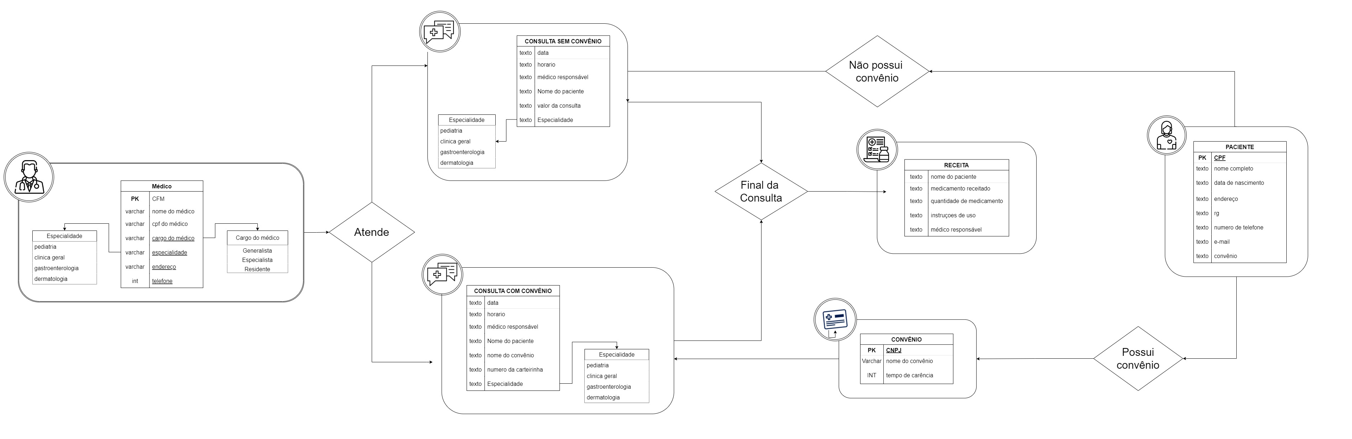 Médico
PK CFM
varchar nome do médico
varchar cpf do médico
varchar cargo do médico
varchar especialidade
varchar endereço
int telefone
Especialidade
pediatria
clinica geral
gastroenterologia
dermatologia
Cargo do médico
Generalista
Especialista
Residente
Atende
CONSULTA SEM CONVÊNIO
texto data
texto horario
texto médico responsável
texto Nome do paciente
texto valor da consulta
texto Especialidade
Especialidade
pediatria
clinica geral
gastroenterologia
dermatologia
CONSULTA COM CONVÊNIO
texto data
texto horario
texto médico responsável
texto Nome do paciente
texto nome do convênio
texto numero da carteirinha
texto Especialidade
Especialidade
pediatria
clinica geral
gastroenterologia
dermatologia
Final da
Consulta
Não possui
convênio
RECEITA
texto nome do paciente
texto medicamento receitado
texto quantidade de medicamento
texto instruçoes de uso
texto médico responsável
CONVÊNIO
PK CNPJ
Varchar nome do convênio
INT tempo de carência
Possui
convênio
PACIENTE
PK CPF
texto nome completo
texto data de nascimento
texto endereço
texto rg
texto numero de telefone
texto e-mail
texto convênio